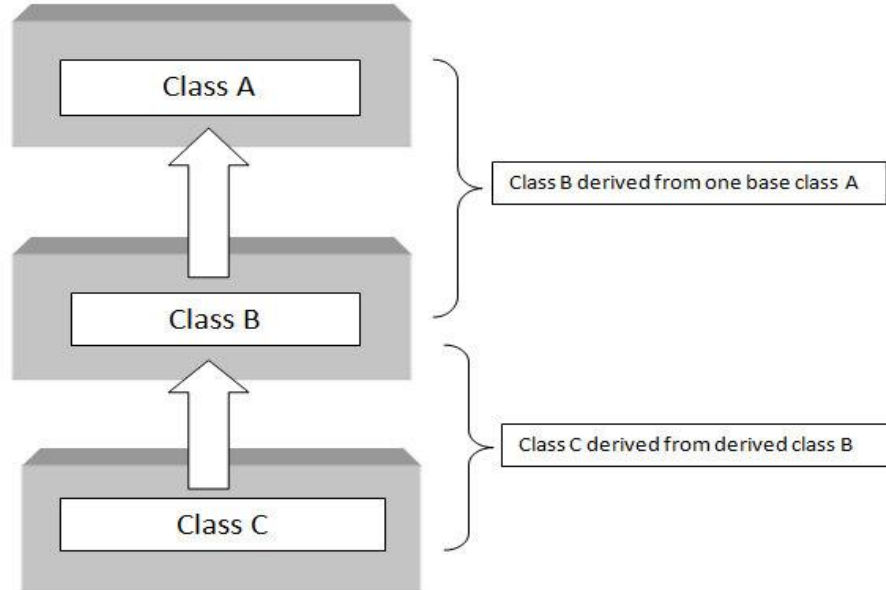 Class A
Class B derived from one base class A
Class B
Class C derived from derived class B
Class C